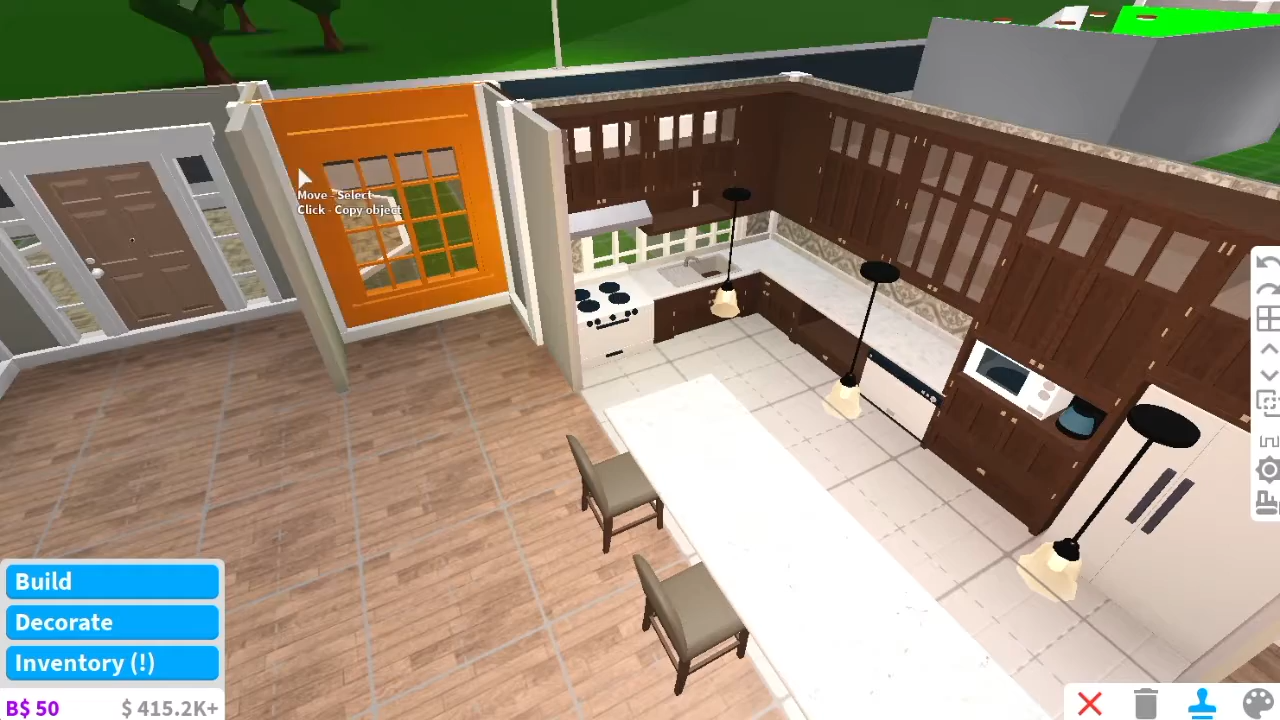 Move - Select
Click - Copy object
Build
Decorate
Inventory (!)
B$ 50
$ 415.2K+